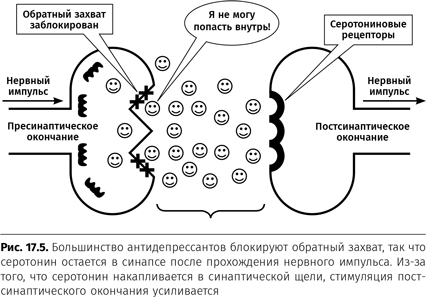 Обратный захват
заблокирован
Я не могу
попасть внутрь!
Серотониновые
рецепторы
Нервный
импульс
Нервный
импульс
Пресинаптическое
окончание
Постсинаптическое
окончание
Рис. 17.5. Большинство антидепрессантов блокируют обратный захват, так что
серотонин остается в синапсе после прохождения нервного импульса. Из-за
того, что серотонин накапливается в синаптической щели, стимуляция пост-
синаптического окончания усиливается